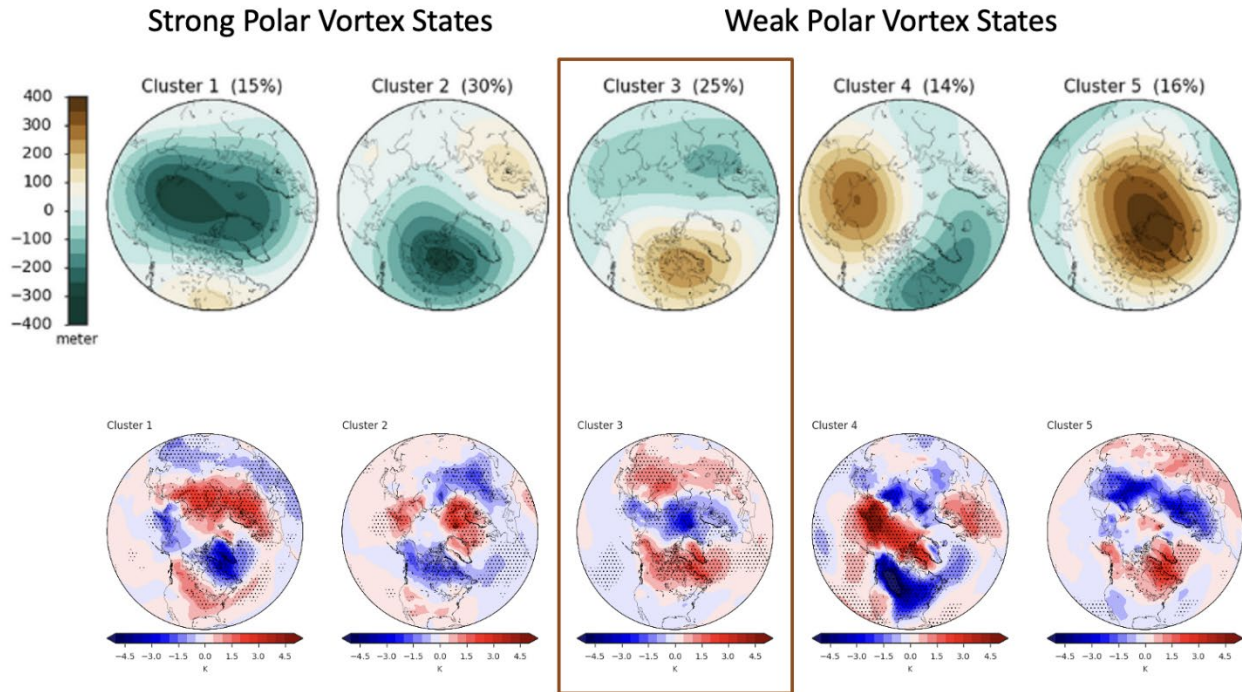 Strong Polar Vortex States
Weak Polar Vortex States
Cluster 1 (15%)
Cluster 2 (30%)
Cluster 3 (25%)
Cluster 4 (14%)
Cluster 5 (16%)
400
300
200
100
0
−100
−200
−300
−400
meter
Cluster 1
Cluster 2
Cluster 3
Cluster 4
Cluster 5
−4.5 −3.0 −1.5 0.0 1.5 3.0 4.5
K
−4.5 −3.0 −1.5 0.0 1.5 3.0 4.5
K
−4.5 −3.0 −1.5 0.0 1.5 3.0 4.5
K
−4.5 −3.0 −1.5 0.0 1.5 3.0 4.5
K
−4.5 −3.0 −1.5 0.0 1.5 3.0 4.5
K